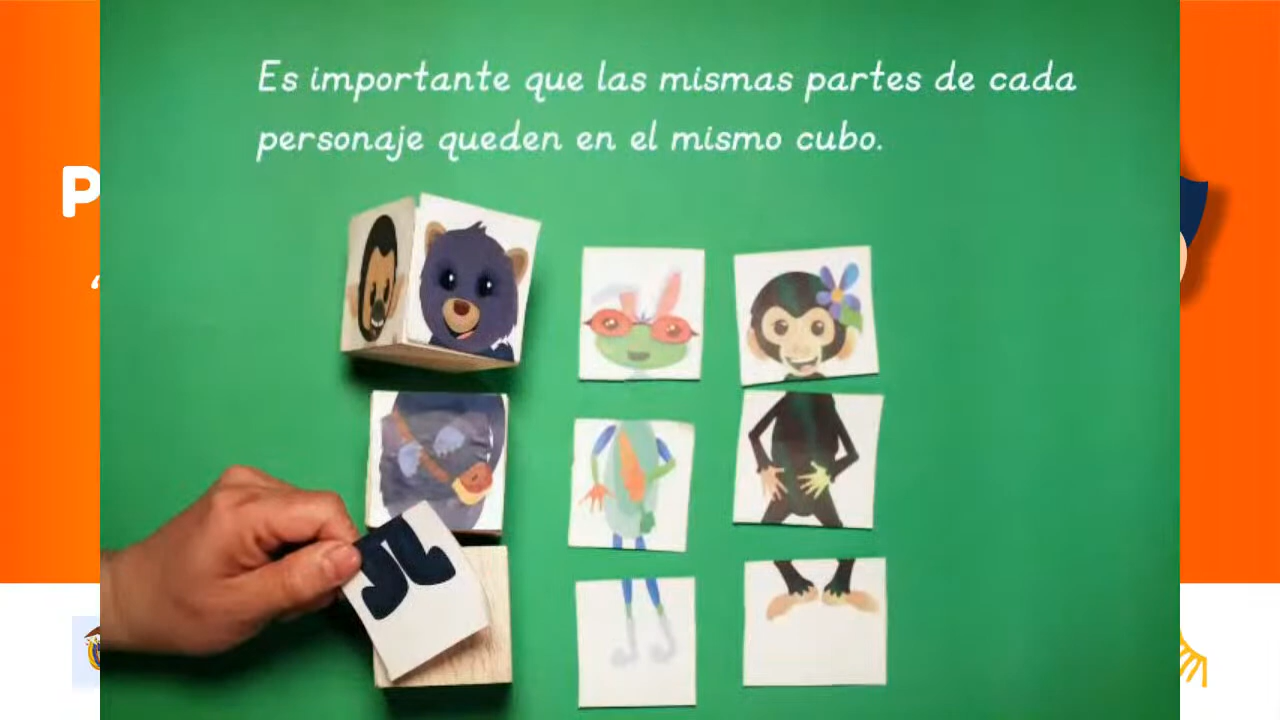 Es importante que las mismas partes de cada
personaje queden en el mismo cubo.
P